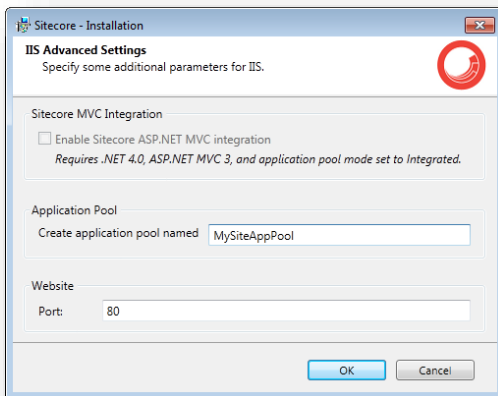 Sitecore - Installation
IIS Advanced Settings
Specify some additional parameters for IIS.
Sitecore MVC Integration
Enable Sitecore ASP.NET MVC integration
Requires .NET 4.0, ASP.NET MVC 3, and application pool mode set to Integrated.
Application Pool
Create application pool named MySiteAppPool
Website
Port: 80
OK Cancel